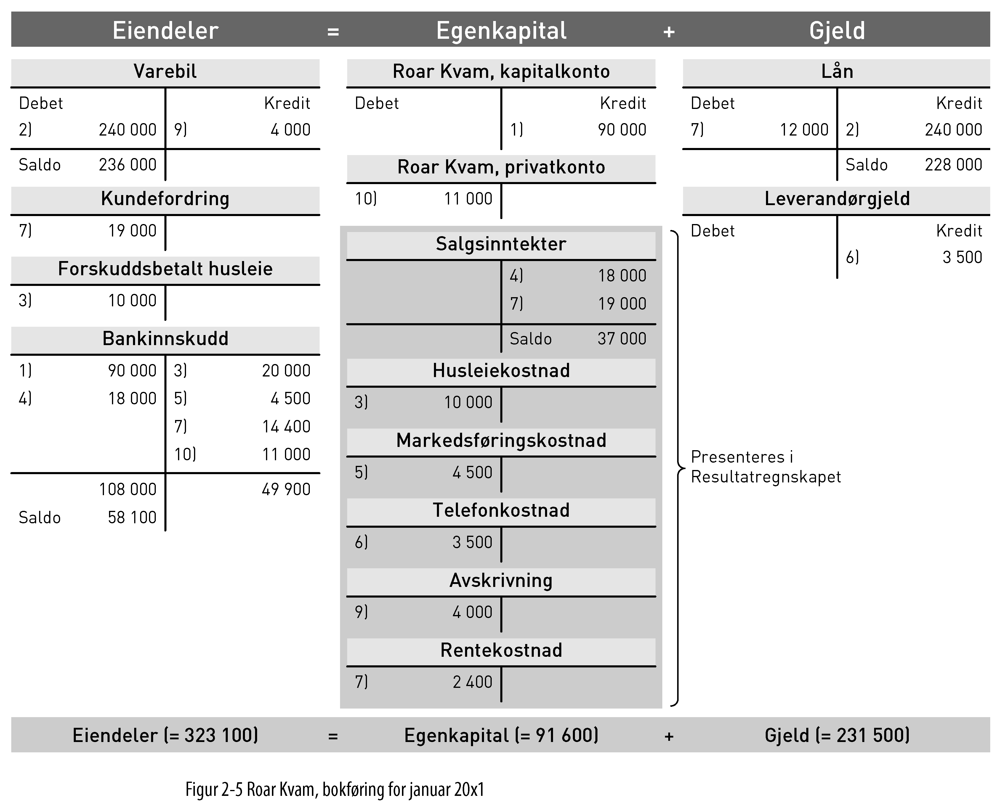 Eiendeler = Egenkapital + Gjeld
Varebil
Debet Kredit
2) 240 000 9) 4 000
Saldo 236 000
Kundefordring
7) 19 000
Forskuddsbetalt husleie
3) 10 000
Bankinnskudd
1) 90 000 3) 20 000
4) 18 000 5) 4 500
7) 14 400
10) 11 000
108 000 49 900
Saldo 58 100
Roar Kvam, kapitalkonto
Debet Kredit
1) 90 000
Roar Kvam, privatkonto
10) 11 000
Salgsinntekter
4) 18 000
7) 19 000
Saldo 37 000
Husleiekostnad
3) 10 000
Markedsføringskostnad
5) 4 500
Telefonkostnad
6) 3 500
Avskrivning
9) 4 000
Rentekostnad
7) 2 400
Lån
Debet Kredit
7) 12 000 2) 240 000
Saldo 228 000
Leverandørgjeld
Debet Kredit
6) 3 500
Presenteres i
Resultatregnskapet
Eiendeler (= 323 100) = Egenkapital (= 91 600) + Gjeld (= 231 500)
Figur 2-5 Roar Kvam, bokføring for januar 20x1